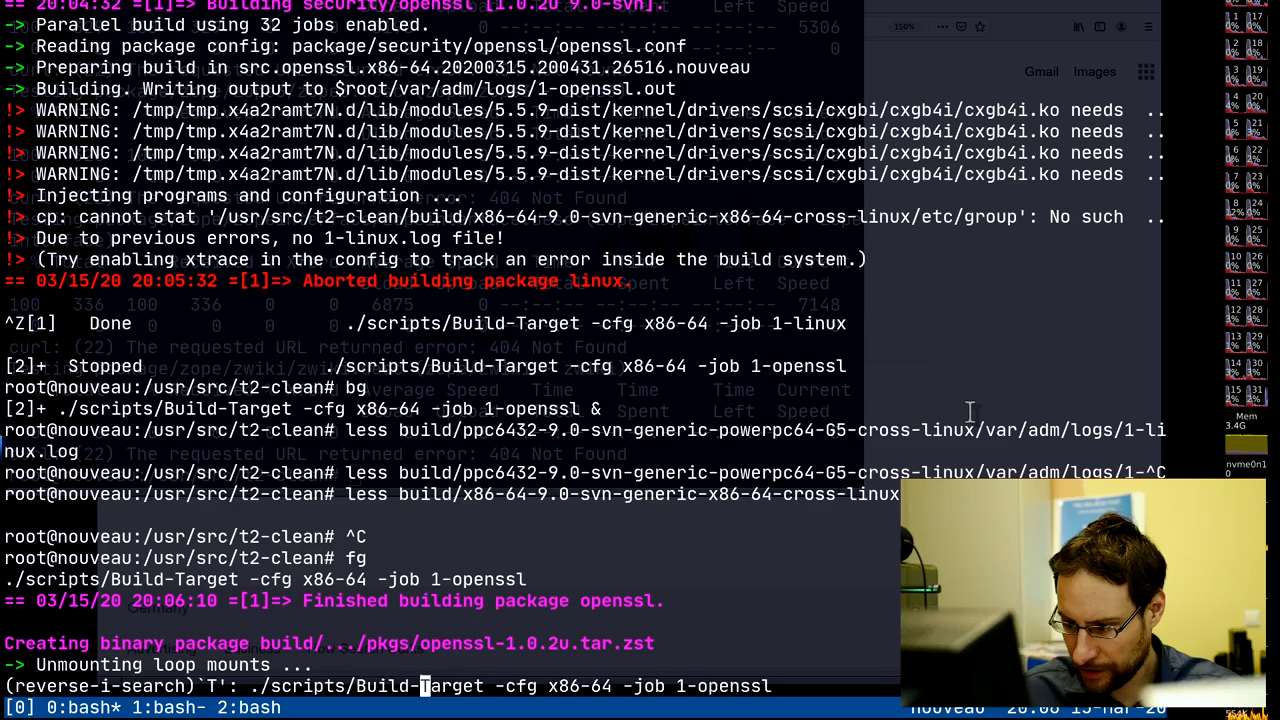 == 20:04:32 =[1]=> Building security/openssl [1.0.2u 9.0-svn].
-> Parallel build using 32 jobs enabled.
-> Reading package config: package/security/openssl/openssl.conf
-> Preparing build in src.openssl.x86-64.20200315.220431.26516.nouveau
-> Building. Writing output to $root/var/adm/logs/1-openssl.out
!> WARNING: /tmp/tmp.x4a2ramt7N.d/lib/modules/5.5.9-dist/kernel/drivers/scsi/cxgbi/cxgb4i/cxgb4i.ko needs ..
!> WARNING: /tmp/tmp.x4a2ramt7N.d/lib/modules/5.5.9-dist/kernel/drivers/scsi/cxgbi/cxgb4i/cxgb4i.ko needs ..
!> WARNING: /tmp/tmp.x4a2ramt7N.d/lib/modules/5.5.9-dist/kernel/drivers/scsi/cxgbi/cxgb4i/cxgb4i.ko needs ..
!> WARNING: /tmp/tmp.x4a2ramt7N.d/lib/modules/5.5.9-dist/kernel/drivers/scsi/cxgbi/cxgb4i/cxgb4i.ko needs ..
!> Injecting programs and configuration ...
!> cp: cannot stat '/usr/src/t2-clean/build/x86-64-9.0-svn-generic-x86-64-cross-linux/etc/group': No such ..
!> Due to previous errors, no 1-linux.log file!
!> (Try enabling xtrace in the config to track an error inside the build system.)
== 03/15/20 20:05:32 =[1]=> Aborted building package linux.
^Z[1]   Done                    ./scripts/Build-Target -cfg x86-64 -job 1-linux
[2]+  Stopped                 ./scripts/Build-Target -cfg x86-64 -job 1-openssl
root@nouveau:/usr/src/t2-clean# bg
[2]+ ./scripts/Build-Target -cfg x86-64 -job 1-openssl &
root@nouveau:/usr/src/t2-clean# less build/ppc6432-9.0-svn-generic-powerpc64-G5-cross-linux/var/adm/logs/1-li
nux.log
root@nouveau:/usr/src/t2-clean# less build/ppc6432-9.0-svn-generic-powerpc64-G5-cross-linux/var/adm/logs/1-^C
root@nouveau:/usr/src/t2-clean# less build/x86-64-9.0-svn-generic-x86-64-cross-linux
root@nouveau:/usr/src/t2-clean# ^C
root@nouveau:/usr/src/t2-clean# fg
./scripts/Build-Target -cfg x86-64 -job 1-openssl
== 03/15/20 20:06:10 =[1]=> Finished building package openssl.
Creating binary package build/.../pkgs/openssl-1.0.2u.tar.zst
-> Unmounting loop mounts ...
(reverse-i-search)`T': ./scripts/Build-Target -cfg x86-64 -job 1-openssl
[0] 0:bash* 1:bash- 2:bash
150%
Gmail Images
Mem
3.4G
nvme0n1